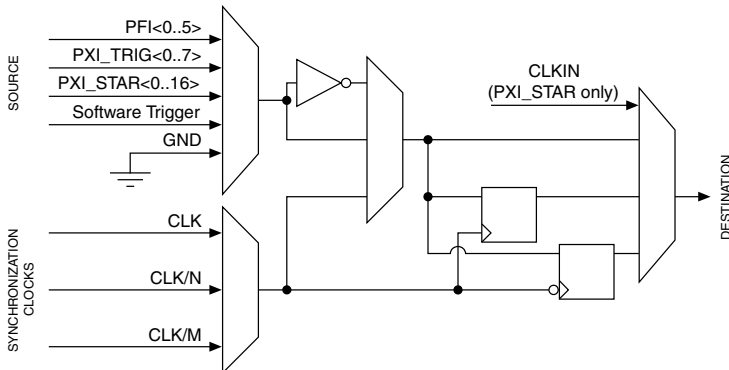 SOURCE
PFI<0..5>
PXI_TRIG<0..7>
PXI_STAR<0..16>
Software Trigger
GND
CLKIN
(PXI_STAR only)
DESTINATION
SYNCHRONIZATION
CLOCKS
CLK
CLK/N
CLK/M